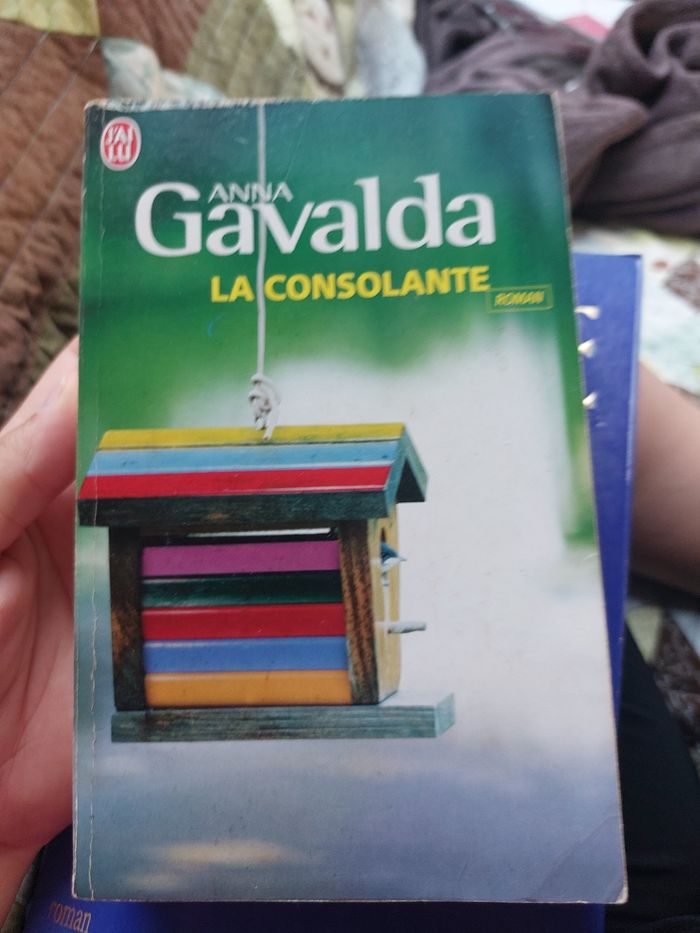 J'AI
LU
ANNA
Gavalda
LA CONSOLANTE
ROMAN
roman